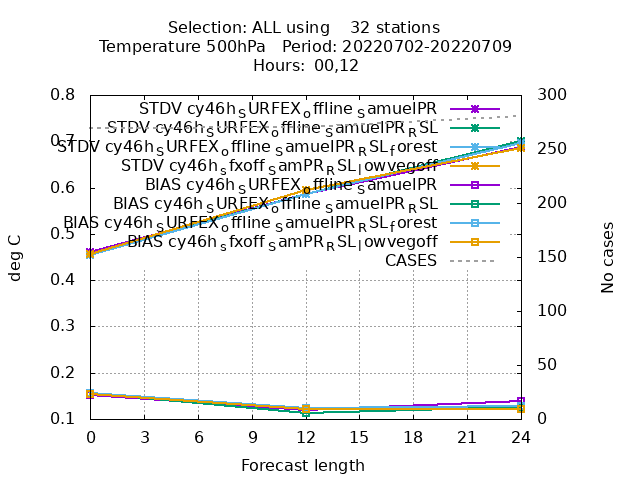 Selection: ALL using 32 stations
Temperature 500hPa Period: 20220702-20220709
Hours: 00,12
0.8
0.7
0.6
0.5
0.4
0.3
0.2
0.1
deg C
STDV cy46h_SURFEX_offline_SamuelPR
STDV cy46h_SURFEX_offline_SamuelPR_RSL
STDV cy46h_SURFEX_offline_SamuelPR_RSL_forest
STDV cy46h_sfxoff_SamPR_RSL_lowvegoff
BIAS cy46h_SURFEX_offline_SamuelPR
BIAS cy46h_SURFEX_offline_SamuelPR_RSL
BIAS cy46h_SURFEX_offline_SamuelPR_RSL_forest
BIAS cy46h_sfxoff_SamPR_RSL_lowvegoff
CASES
300
250
200
150
100
50
0
No cases
0 3 6 9 12 15 18 21 24
Forecast length